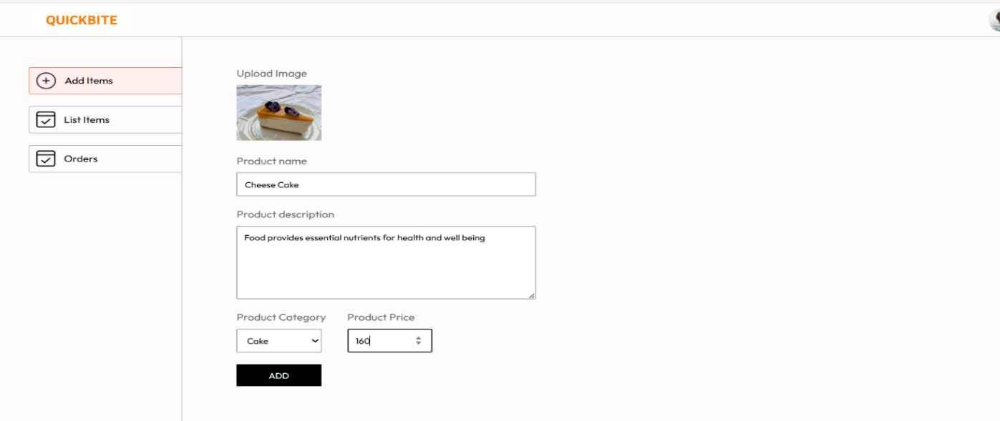 QUICKBITE
Add Items
List Items
Orders
Upload Image
Product name
Cheese Cake
Product description
Food provides essential nutrients for health and well being
Product Category Product Price
Cake 160
ADD